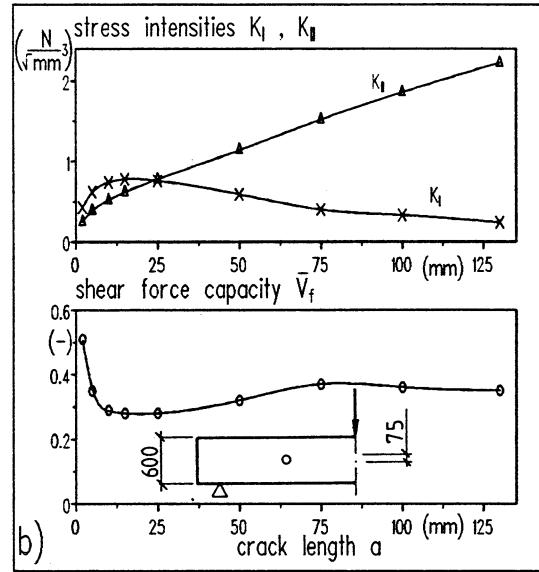 stress intensities K_I , K_II
(N/√mm³)
3
2
1
0
K_II
K_I
0 25 50 75 100 (mm) 125
shear force capacity V̄_f
0.6
(−)
0.4
0.2
0
600
75
0 25 50 75 100 (mm) 125
b) crack length a